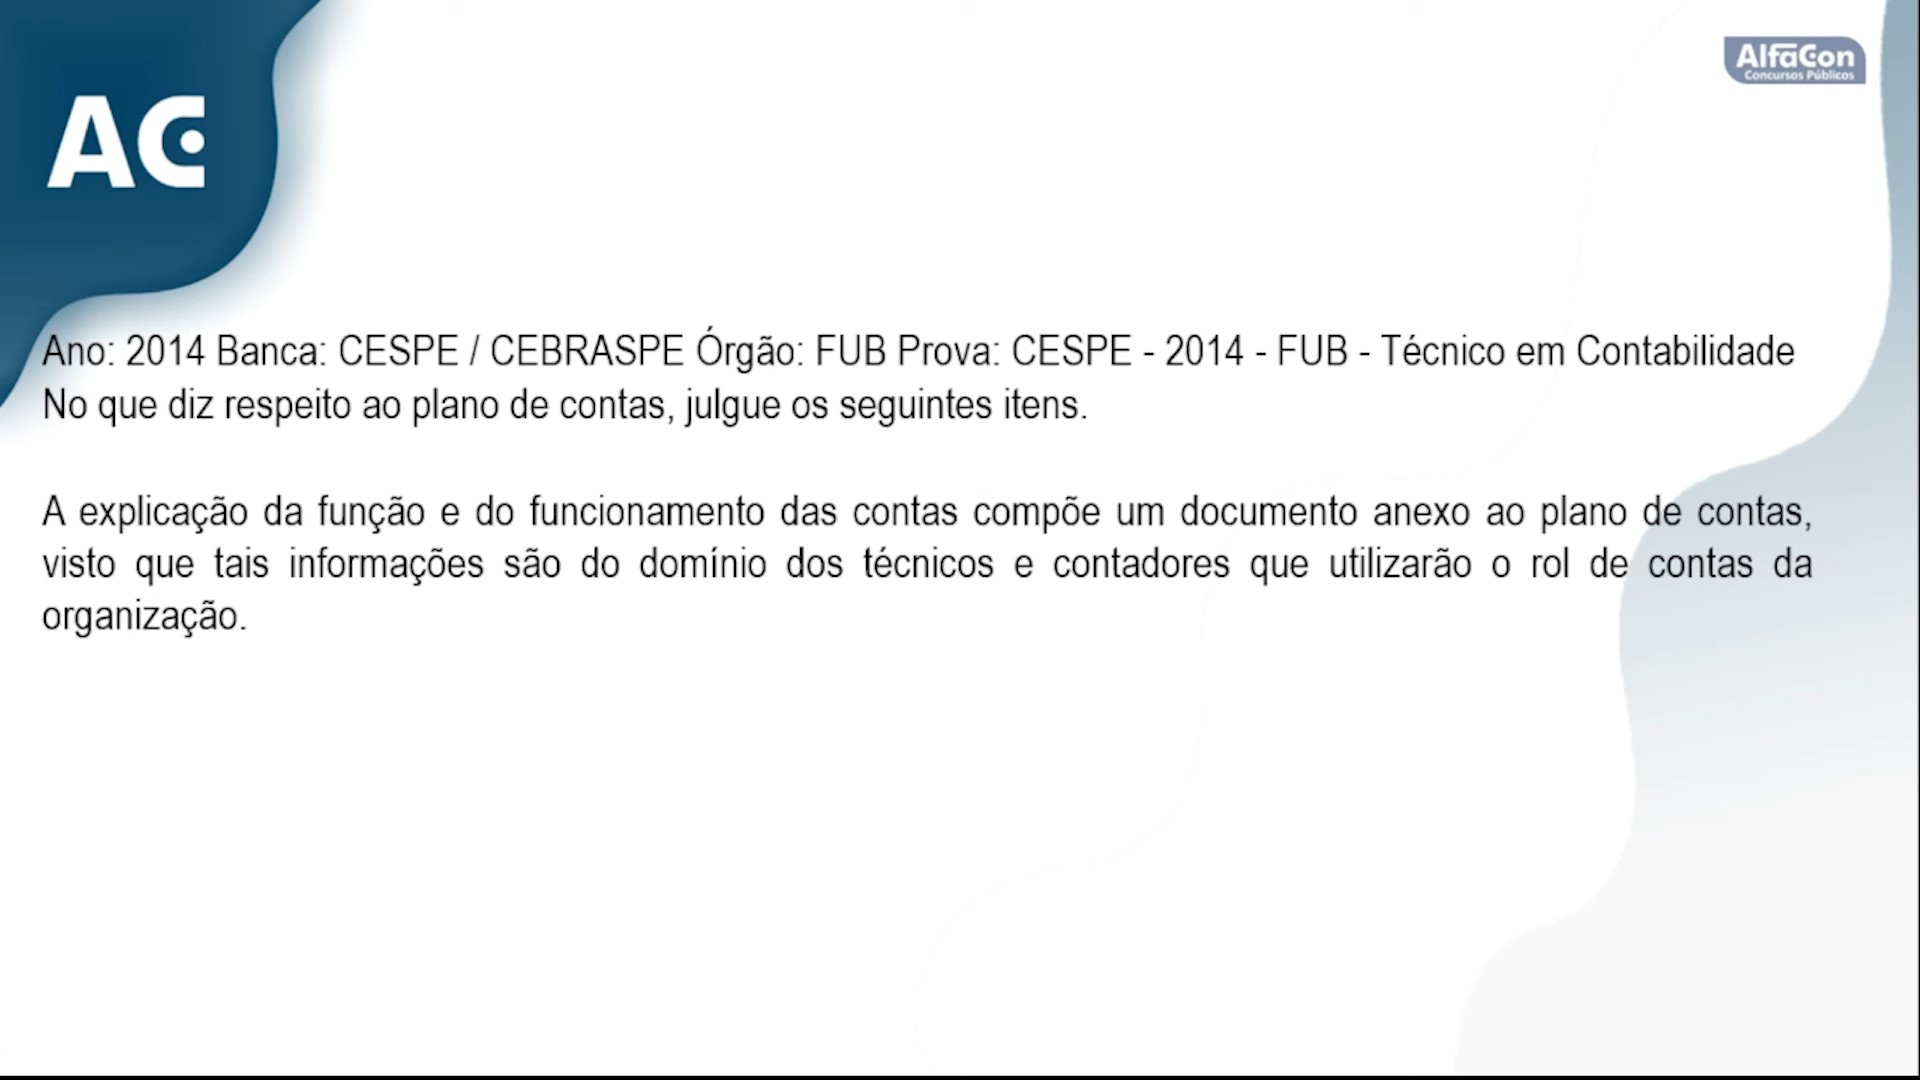 AC
AlfaCon
Concursos Públicos
Ano: 2014 Banca: CESPE / CEBRASPE Órgão: FUB Prova: CESPE - 2014 - FUB - Técnico em Contabilidade
No que diz respeito ao plano de contas, julgue os seguintes itens.
A explicação da função e do funcionamento das contas compõe um documento anexo ao plano de contas,
visto que tais informações são do domínio dos técnicos e contadores que utilizarão o rol de contas da
organização.